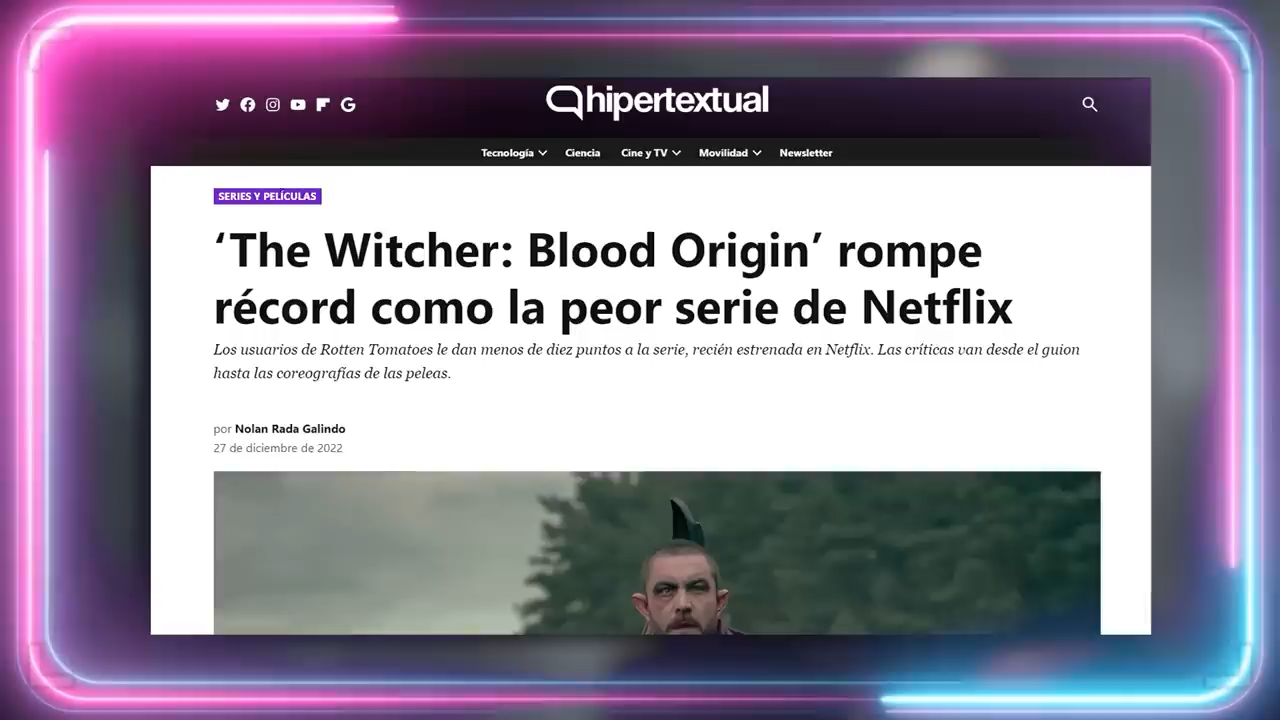 hipertextual
Tecnología
Ciencia
Cine y TV
Movilidad
Newsletter
SERIES Y PELÍCULAS
‘The Witcher: Blood Origin’ rompe
récord como la peor serie de Netflix
Los usuarios de Rotten Tomatoes le dan menos de diez puntos a la serie, recién estrenada en Netflix. Las críticas van desde el guion
hasta las coreografías de las peleas.
por Nolan Rada Galindo
27 de diciembre de 2022